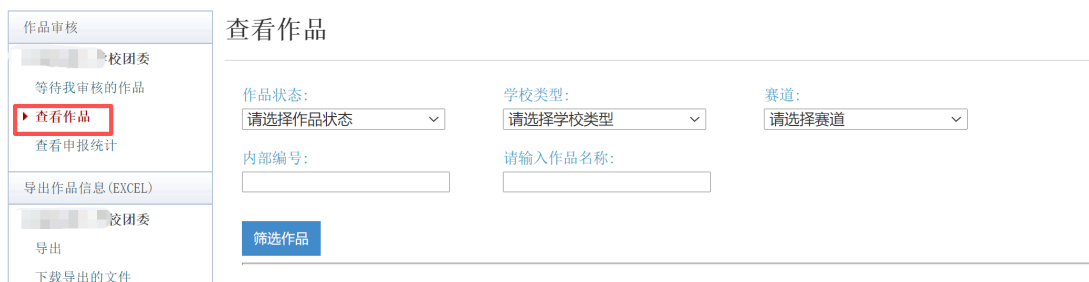 作品审核
校团委
等待我审核的作品
查看作品
查看申报统计
导出作品信息(EXCEL)
校团委
导出
下载导出的文件
查看作品
作品状态: 学校类型: 赛道:
请选择作品状态 请选择学校类型 请选择赛道
内部编号: 请输入作品名称:
筛选作品